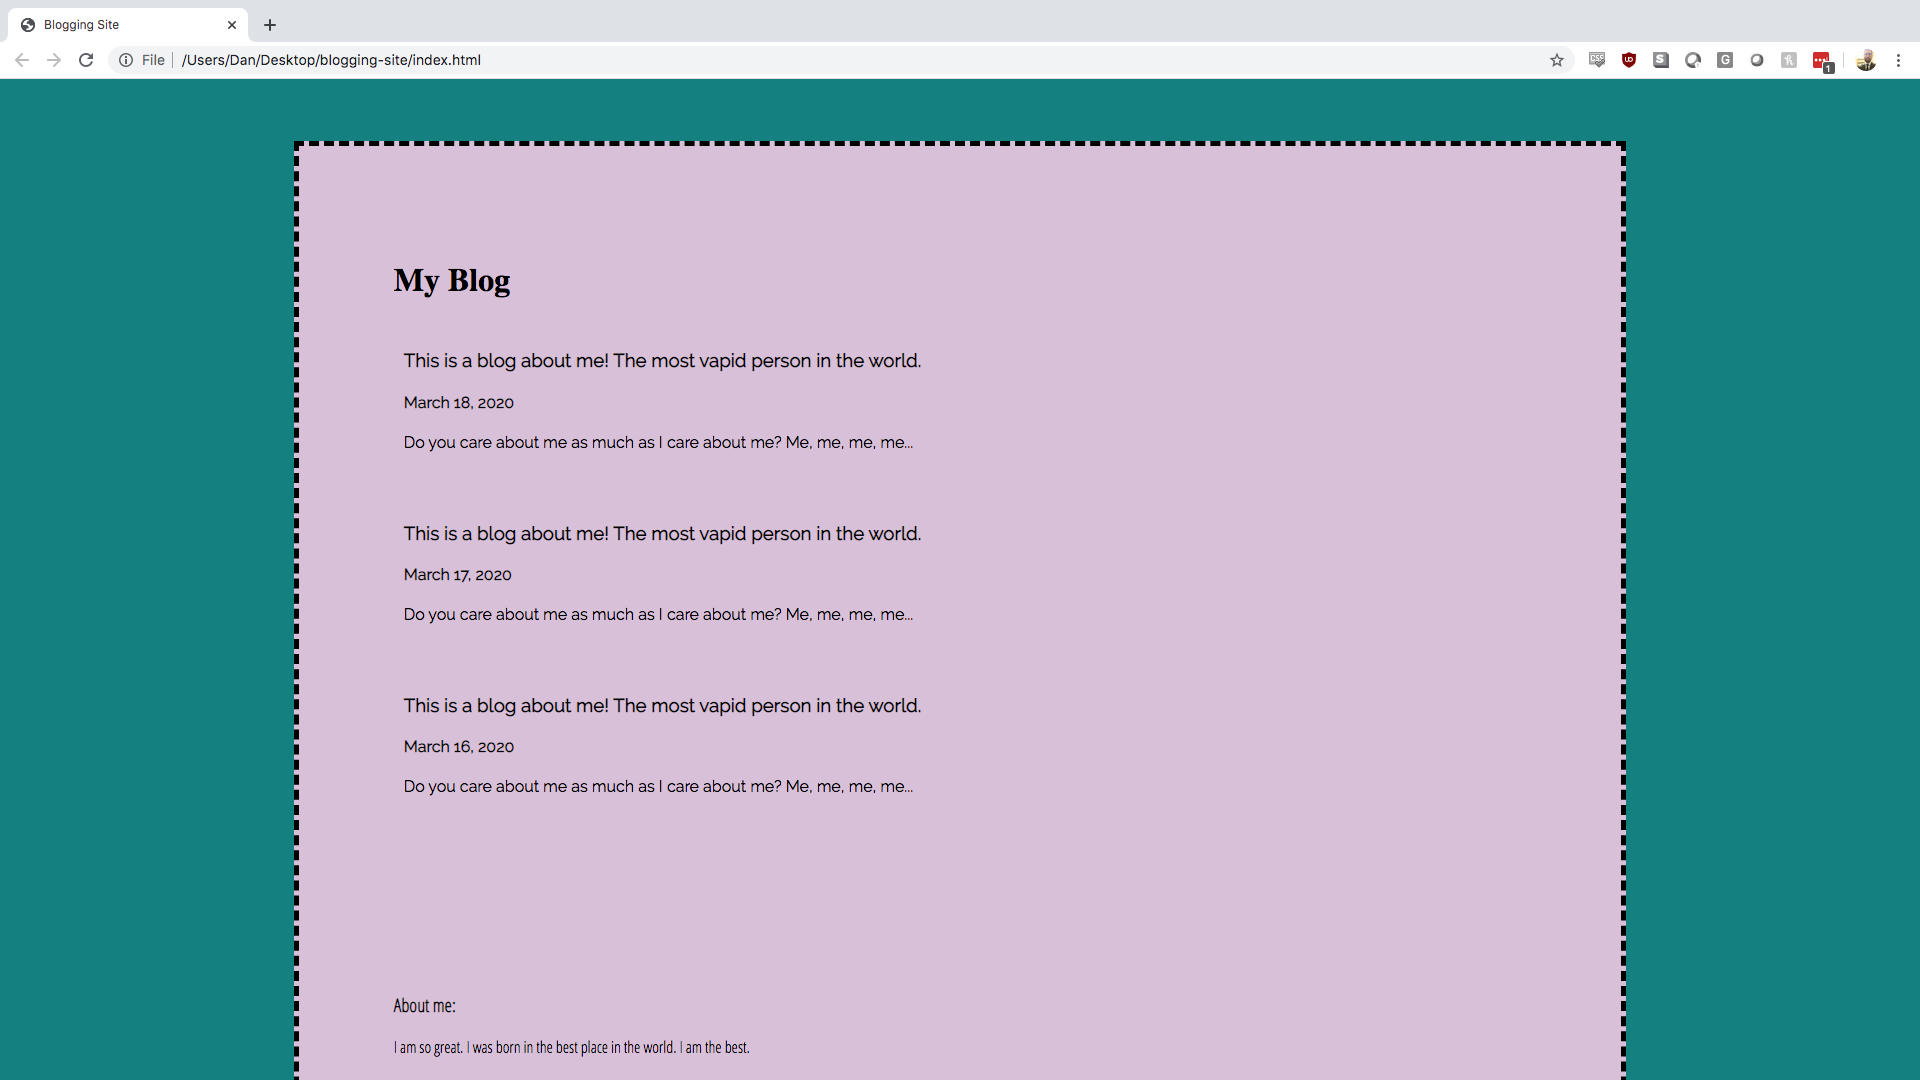 Blogging Site
File
/Users/Dan/Desktop/blogging-site/index.html
CSS
UD
S
G
1
My Blog
This is a blog about me! The most vapid person in the world.
March 18, 2020
Do you care about me as much as I care about me? Me, me, me, me...
This is a blog about me! The most vapid person in the world.
March 17, 2020
Do you care about me as much as I care about me? Me, me, me, me...
This is a blog about me! The most vapid person in the world.
March 16, 2020
Do you care about me as much as I care about me? Me, me, me, me...
About me:
I am so great. I was born in the best place in the world. I am the best.